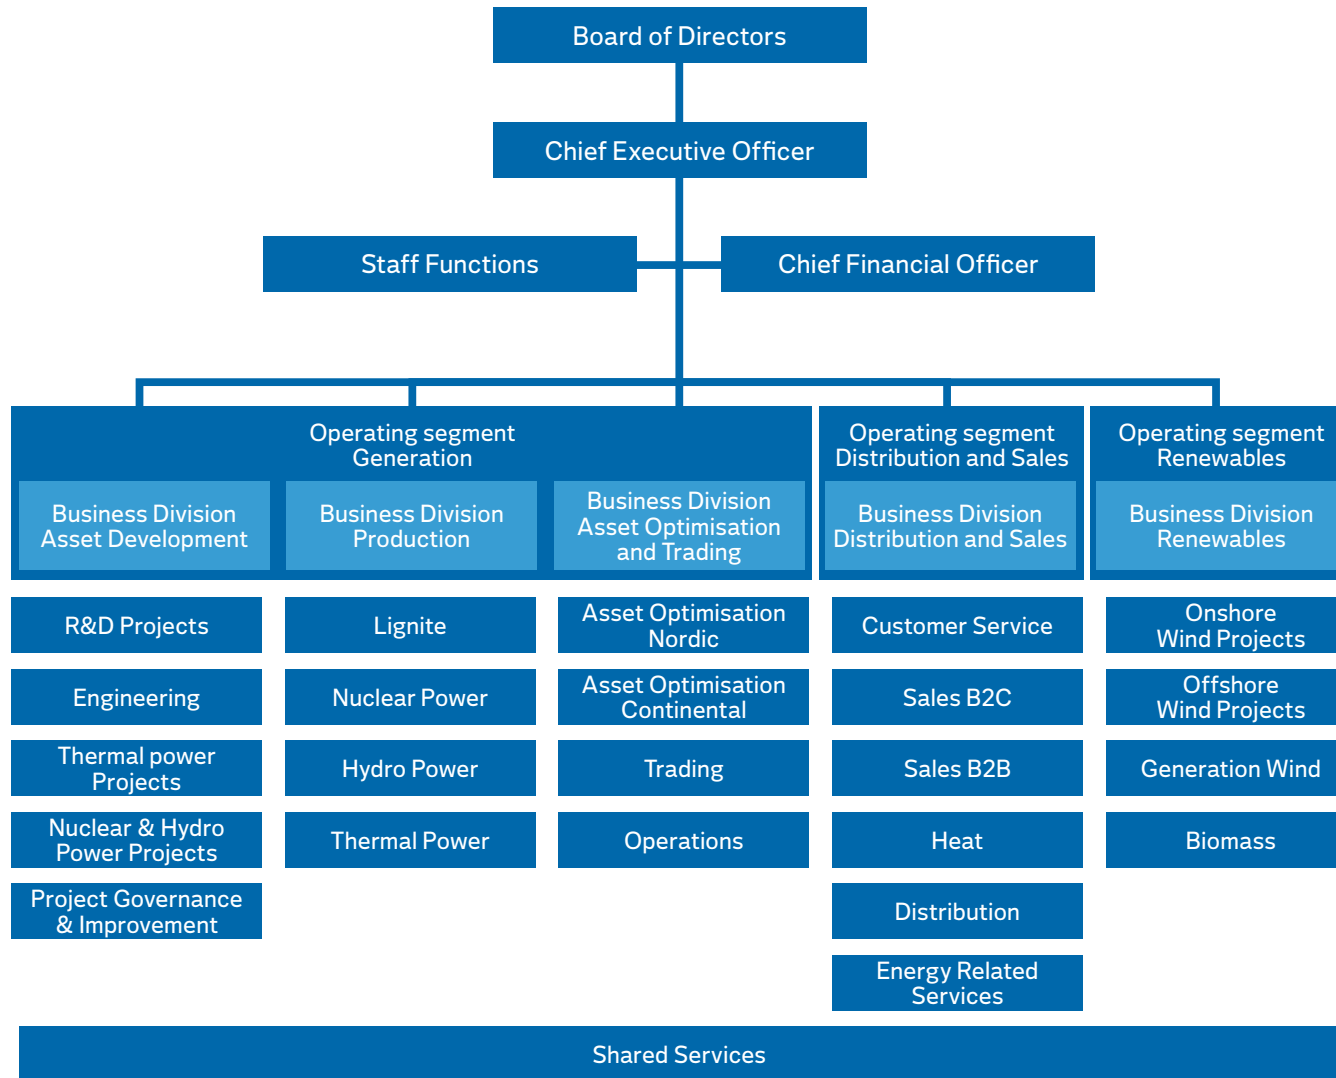 Board of Directors
Chief Executive Officer
Staff Functions
Chief Financial Officer
Operating segment
Generation
Operating segment
Distribution and Sales
Operating segment
Renewables
Business Division
Asset Development
Business Division
Production
Business Division
Asset Optimisation
and Trading
Business Division
Distribution and Sales
Business Division
Renewables
R&D Projects
Engineering
Thermal power
Projects
Nuclear & Hydro
Power Projects
Project Governance
& Improvement
Lignite
Nuclear Power
Hydro Power
Thermal Power
Asset Optimisation
Nordic
Asset Optimisation
Continental
Trading
Operations
Customer Service
Sales B2C
Sales B2B
Heat
Distribution
Energy Related
Services
Onshore
Wind Projects
Offshore
Wind Projects
Generation Wind
Biomass
Shared Services